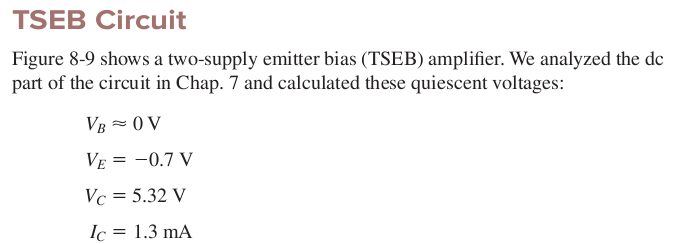 TSEB Circuit
Figure 8-9 shows a two-supply emitter bias (TSEB) amplifier. We analyzed the dc
part of the circuit in Chap. 7 and calculated these quiescent voltages:
V_B ≈ 0 V
V_E = −0.7 V
V_C = 5.32 V
I_C = 1.3 mA